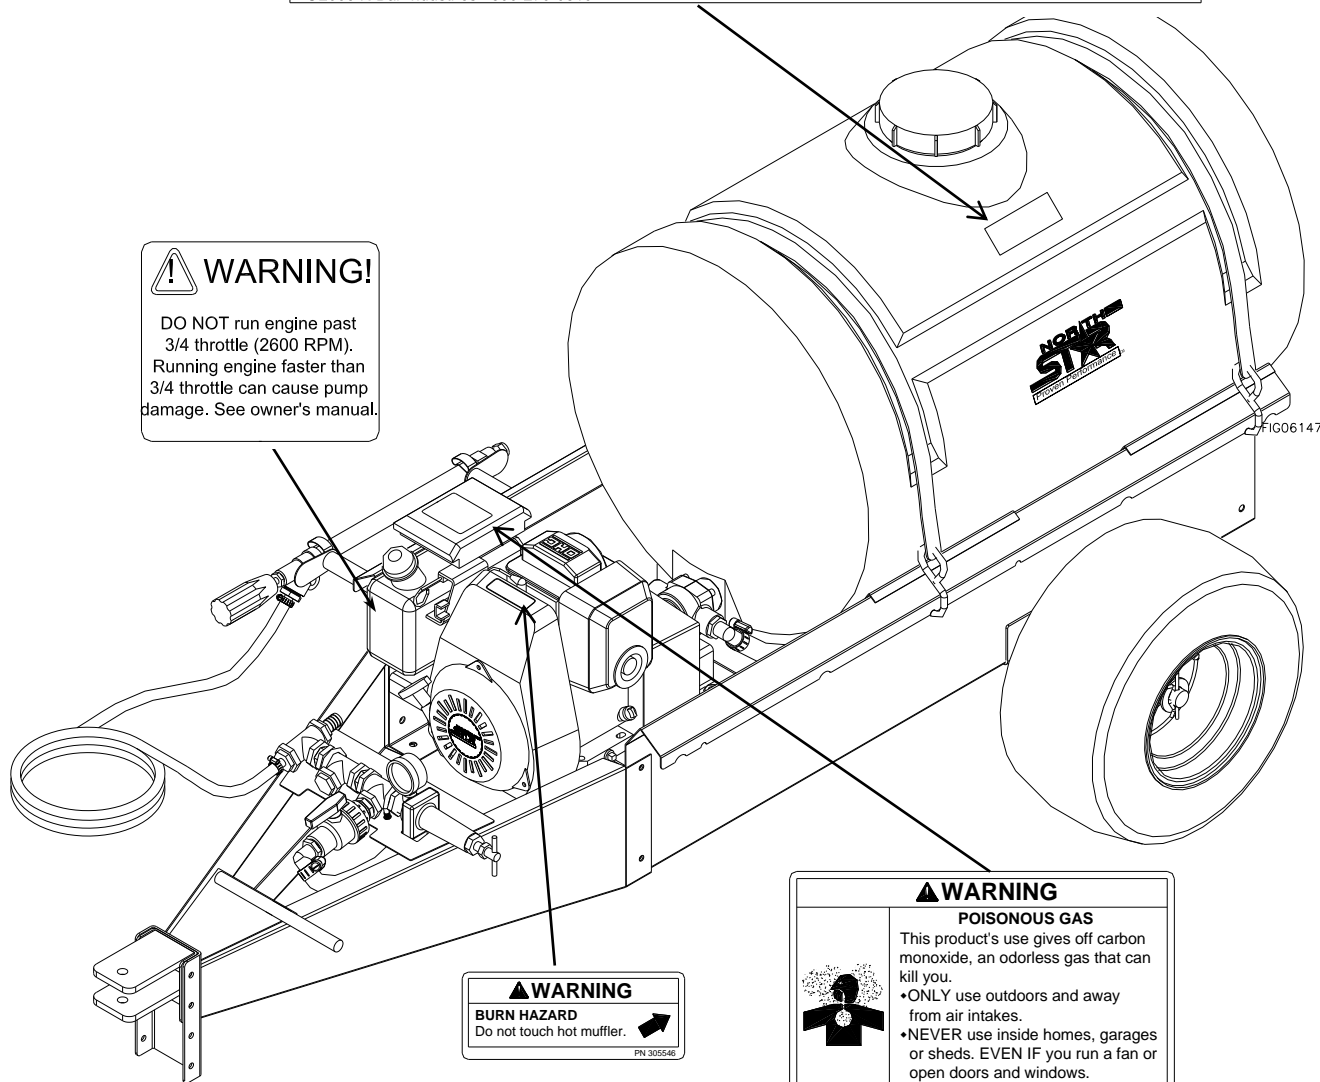 NORTH
STAR
Proven Performance
WARNING!
DO NOT run engine past
3/4 throttle (2600 RPM).
Running engine faster than
3/4 throttle can cause pump
damage. See owner's manual.
FIG06147
OHC
WARNING
BURN HAZARD
Do not touch hot muffler.
PN 305546
WARNING
POISONOUS GAS
This product's use gives off carbon
monoxide, an odorless gas that can
kill you.
◆ONLY use outdoors and away
from air intakes.
◆NEVER use inside homes, garages
or sheds. EVEN IF you run a fan or
open doors and windows.